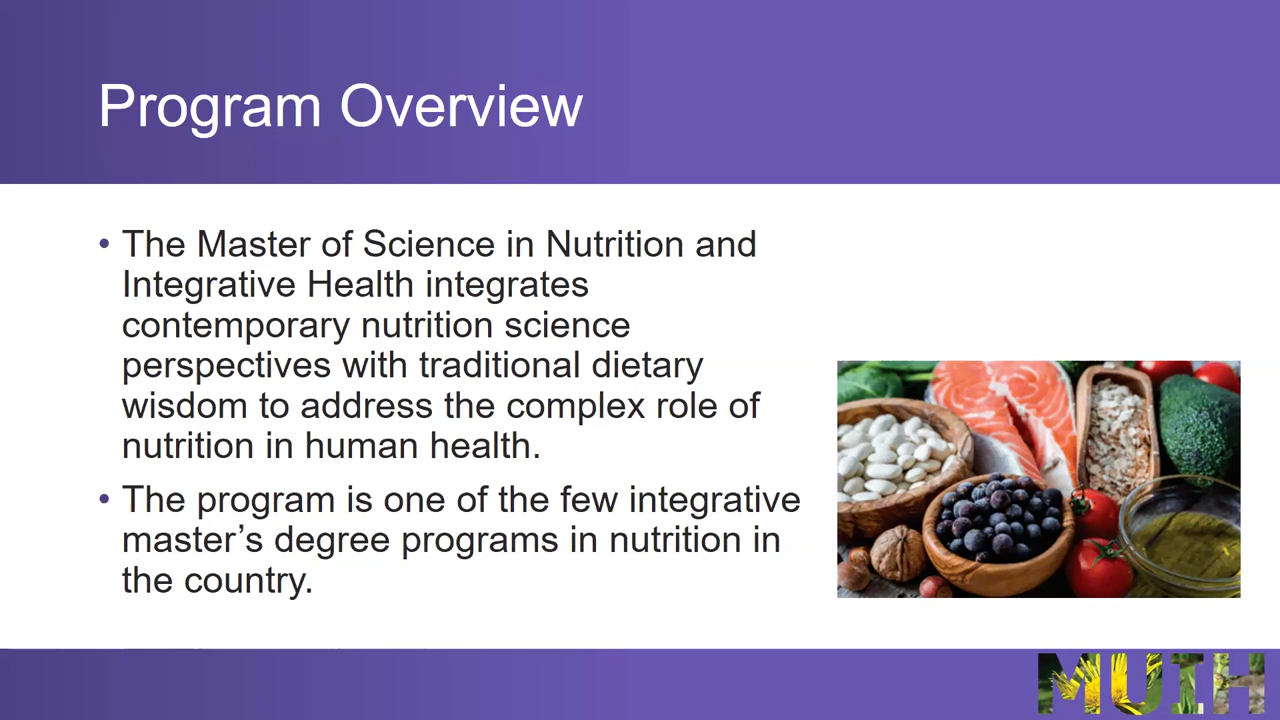 Program Overview
• The Master of Science in Nutrition and
Integrative Health integrates
contemporary nutrition science
perspectives with traditional dietary
wisdom to address the complex role of
nutrition in human health.
• The program is one of the few integrative
master’s degree programs in nutrition in
the country.
MUIH